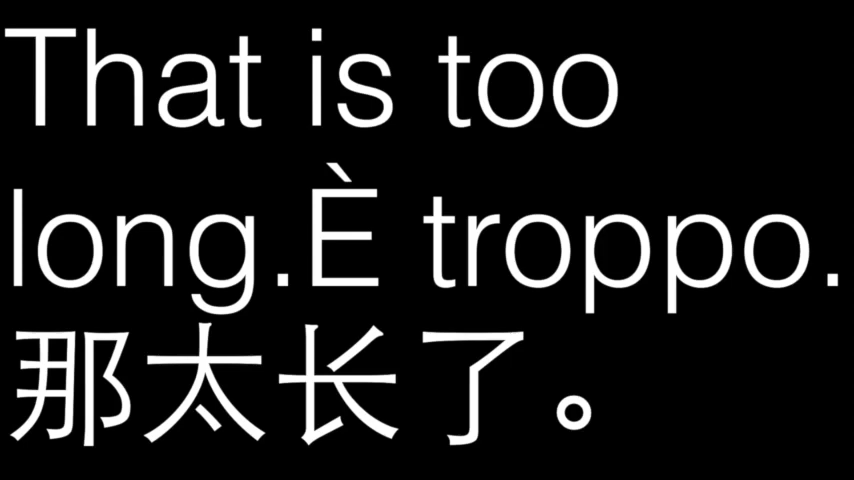 That is too
long.È troppo.
那太长了。